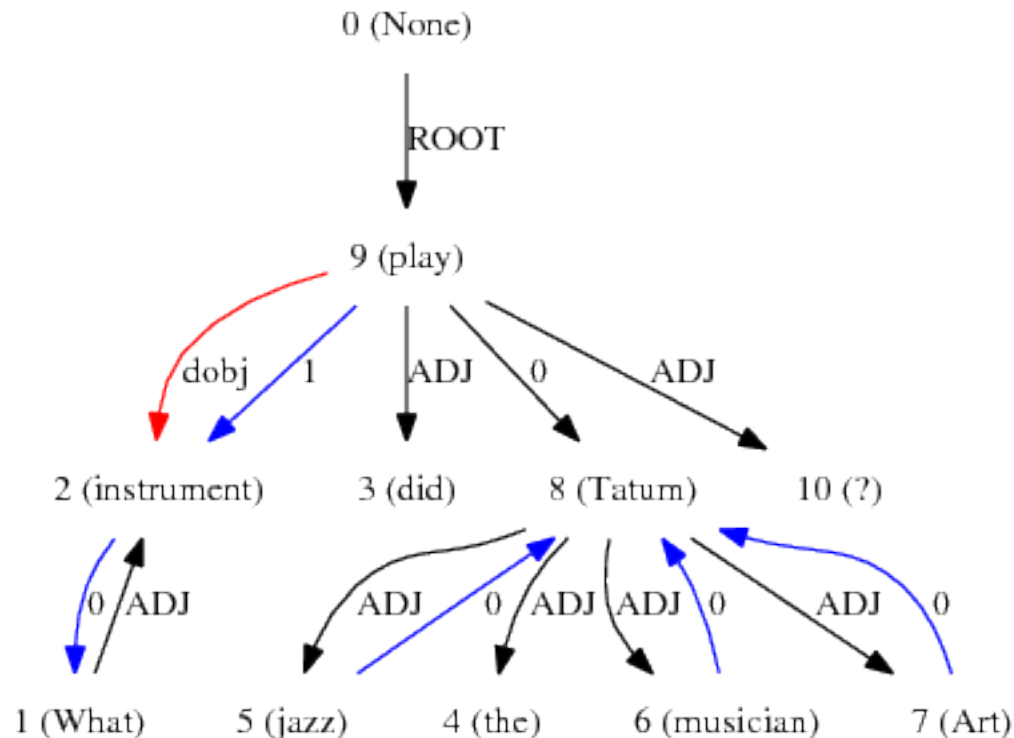 0 (None)
ROOT
9 (play)
dobj 1 ADJ 0 ADJ
2 (instrument) 3 (did) 8 (Tatum) 10 (?)
0 ADJ ADJ 0 ADJ ADJ 0 ADJ 0
1 (What) 5 (jazz) 4 (the) 6 (musician) 7 (Art)